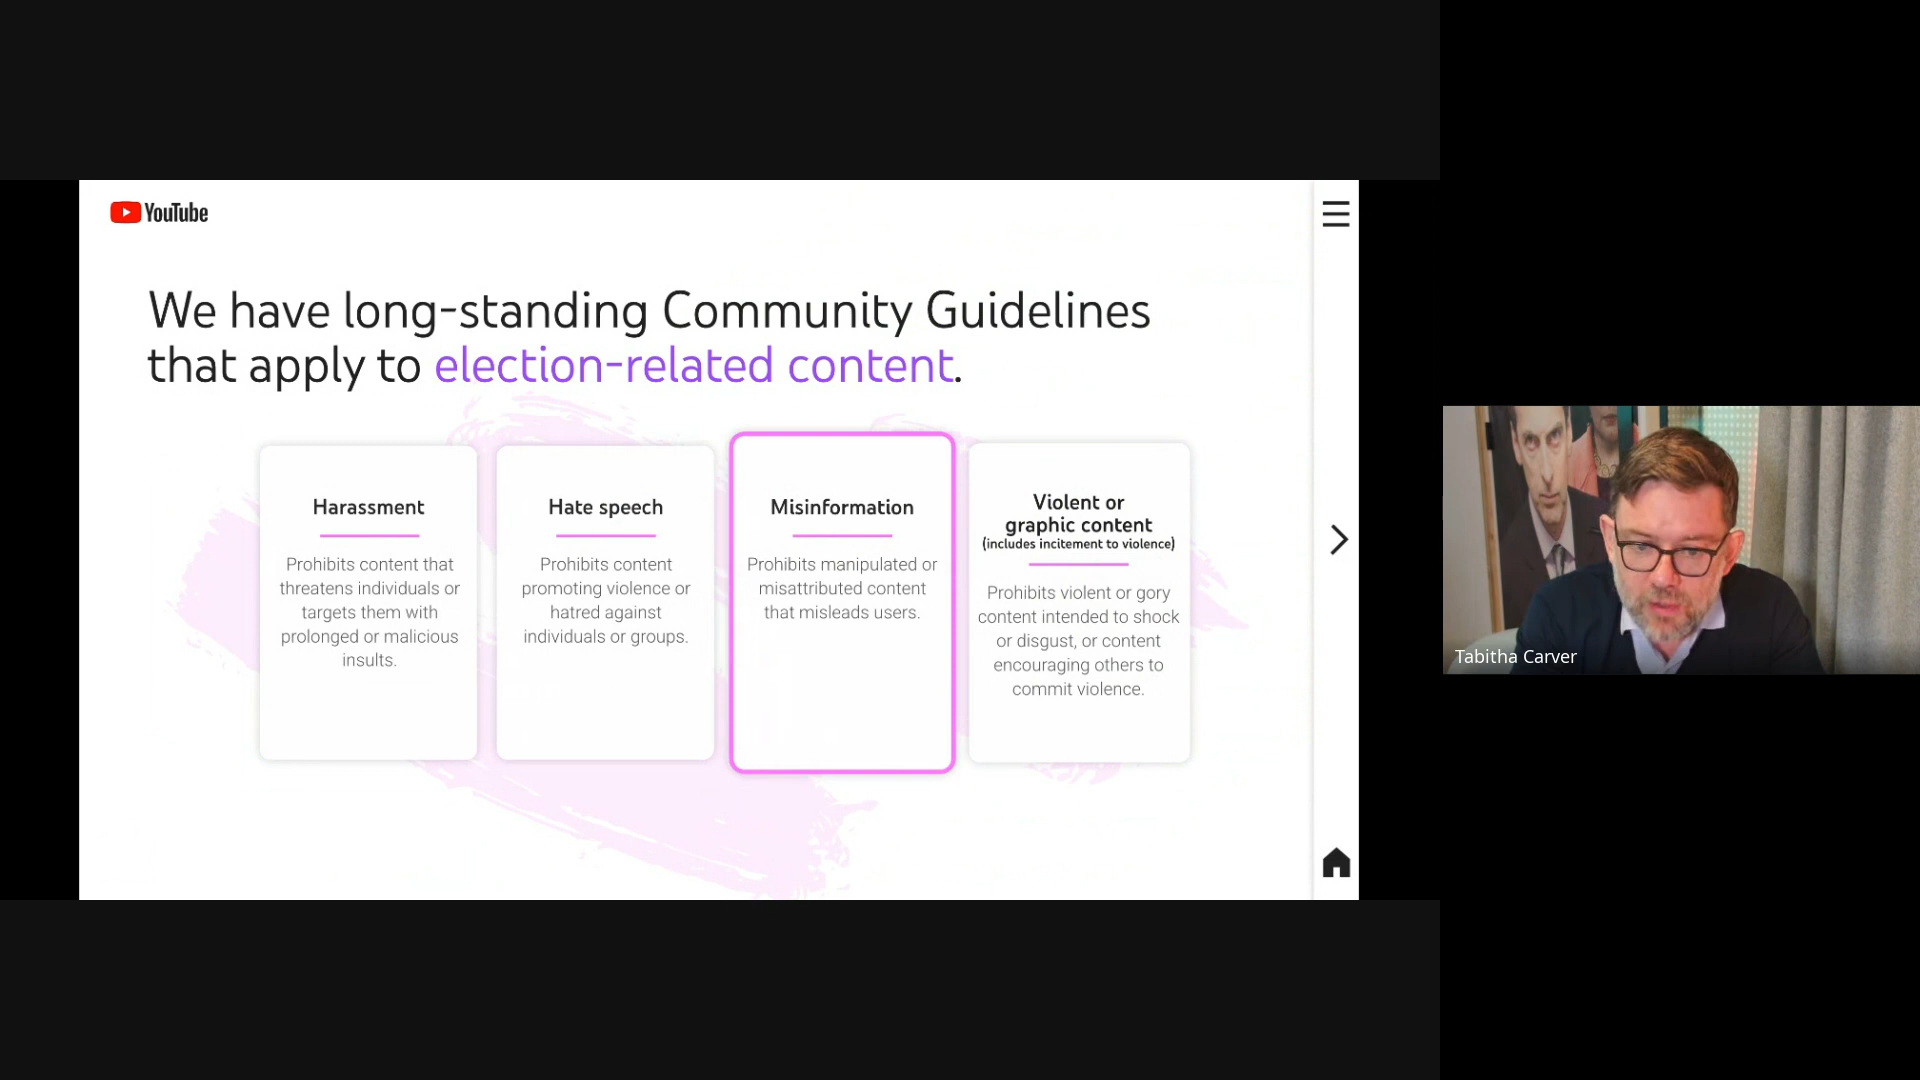 YouTube
We have long-standing Community Guidelines
that apply to election-related content.
Harassment
Prohibits content that
threatens individuals or
targets them with
prolonged or malicious
insults.
Hate speech
Prohibits content
promoting violence or
hatred against
individuals or groups.
Misinformation
Prohibits manipulated or
misattributed content
that misleads users.
Violent or
graphic content
(includes incitement to violence)
Prohibits violent or gory
content intended to shock
or disgust, or content
encouraging others to
commit violence.
Tabitha Carver